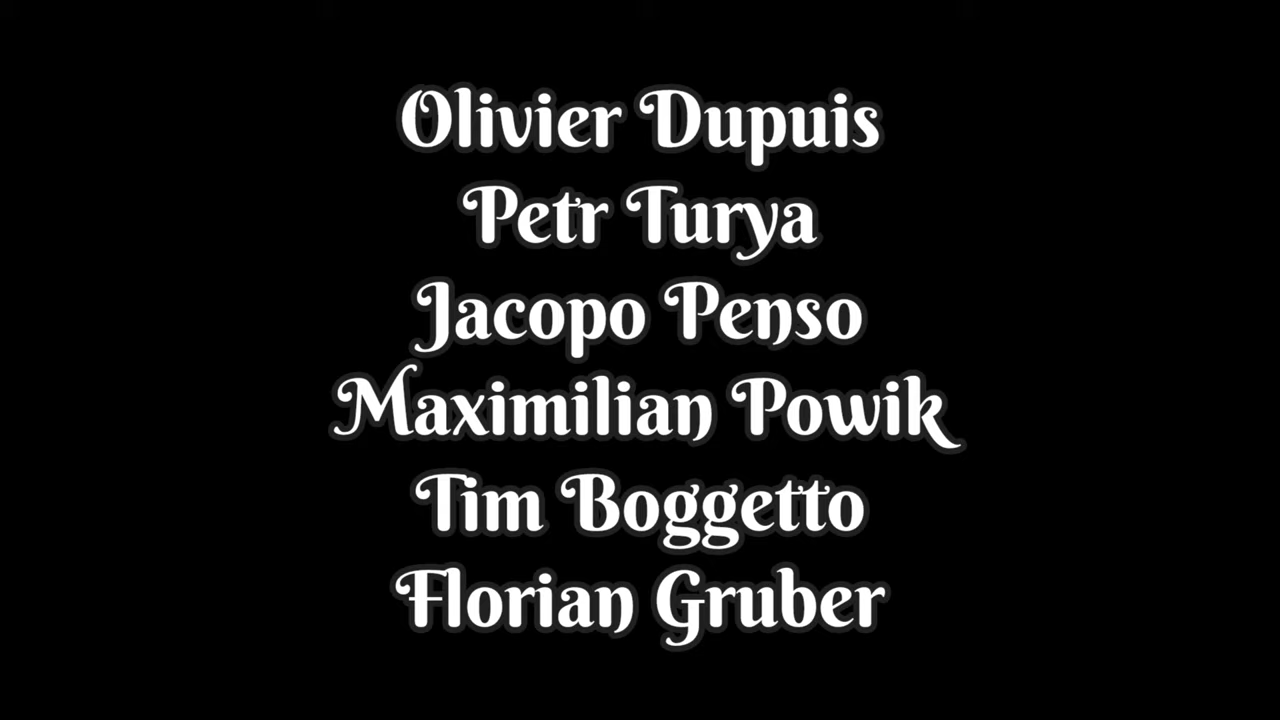 Olivier Dupuis
Petr Turya
Jacopo Penso
Maximilian Powik
Tim Boggetto
Florian Gruber